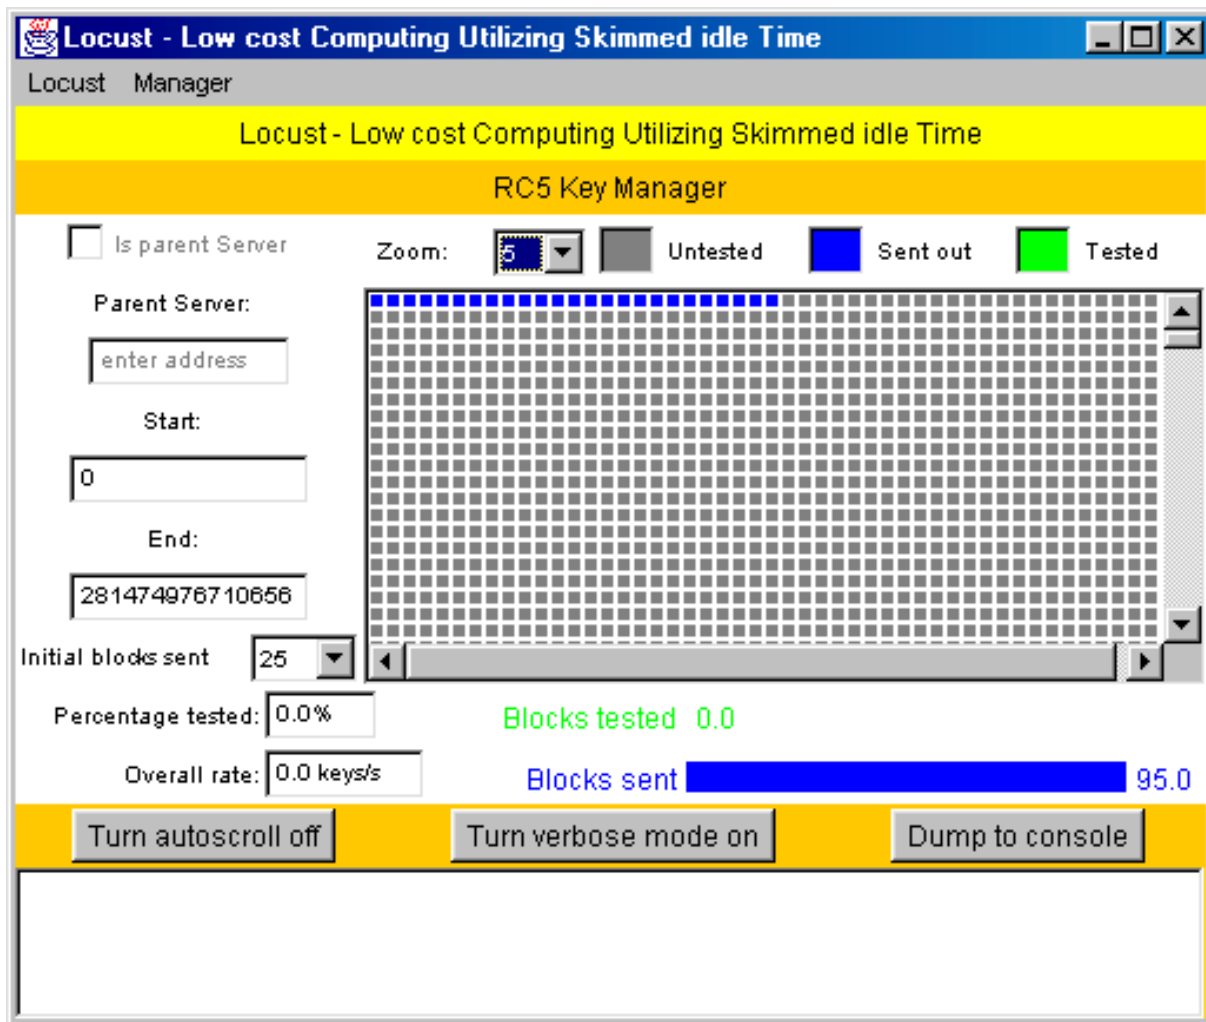 Locust - Low cost Computing Utilizing Skimmed idle Time
Locust Manager
Locust - Low cost Computing Utilizing Skimmed idle Time
RC5 Key Manager
Is parent Server
Zoom: 5 Untested Sent out Tested
Parent Server:
enter address
Start:
0
End:
281474976710656
Initial blocks sent 25
Percentage tested: 0.0% Blocks tested 0.0
Overall rate: 0.0 keys/s Blocks sent 95.0
Turn autoscroll off Turn verbose mode on Dump to console